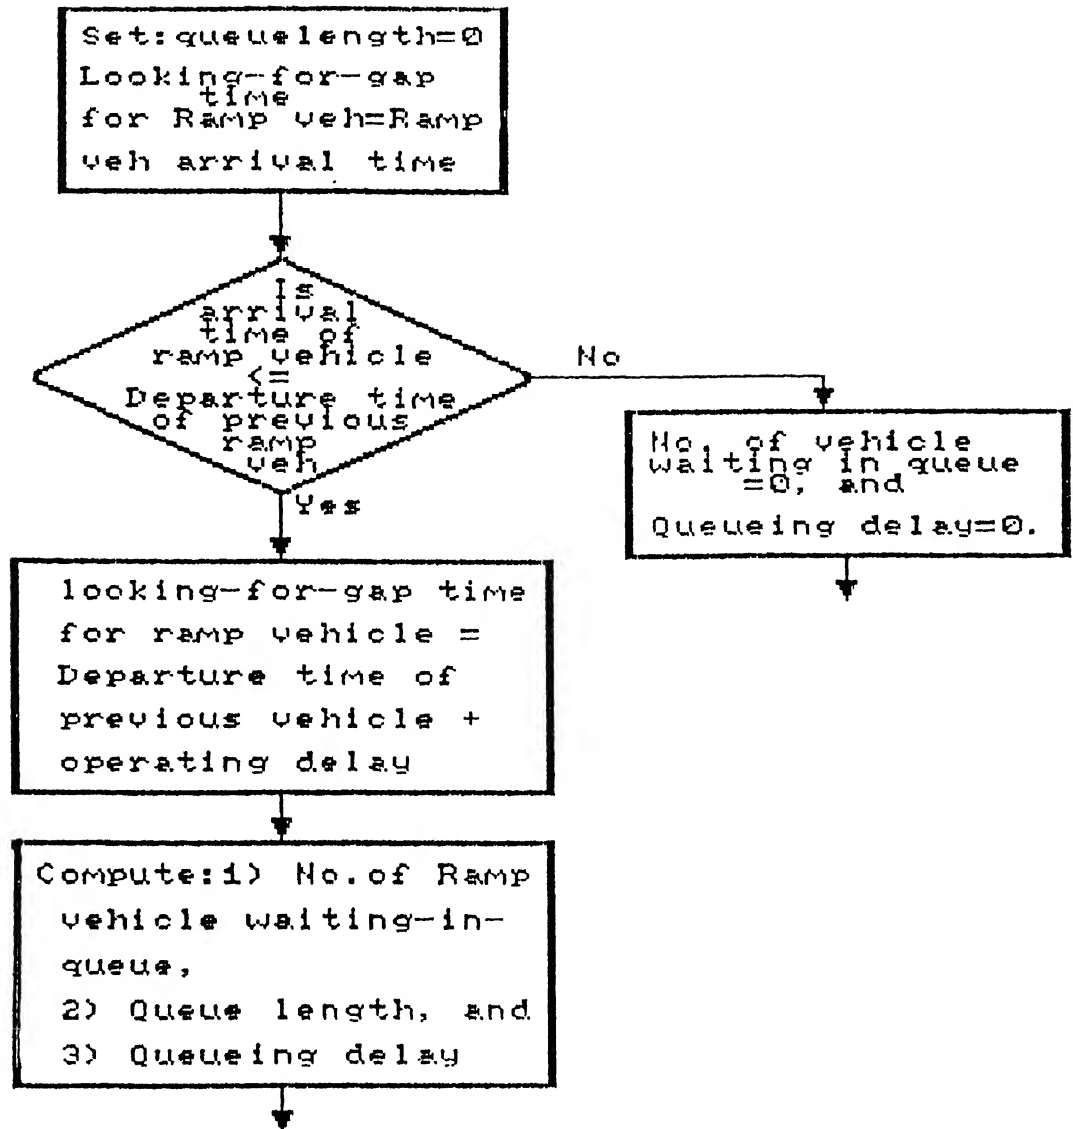 Set:queuelength=0
Looking-for-gap
time
for Ramp veh=Ramp
veh arrival time
Is
arrival
time of
ramp vehicle
<=
Departure time
of previous
ramp
veh
No
Yes
No. of vehicle
waiting in queue
=0, and
Queueing delay=0.
looking-for-gap time
for ramp vehicle =
Departure time of
previous vehicle +
operating delay
Compute:1) No.of Ramp
vehicle waiting-in-
queue,
2) Queue length, and
3) Queueing delay